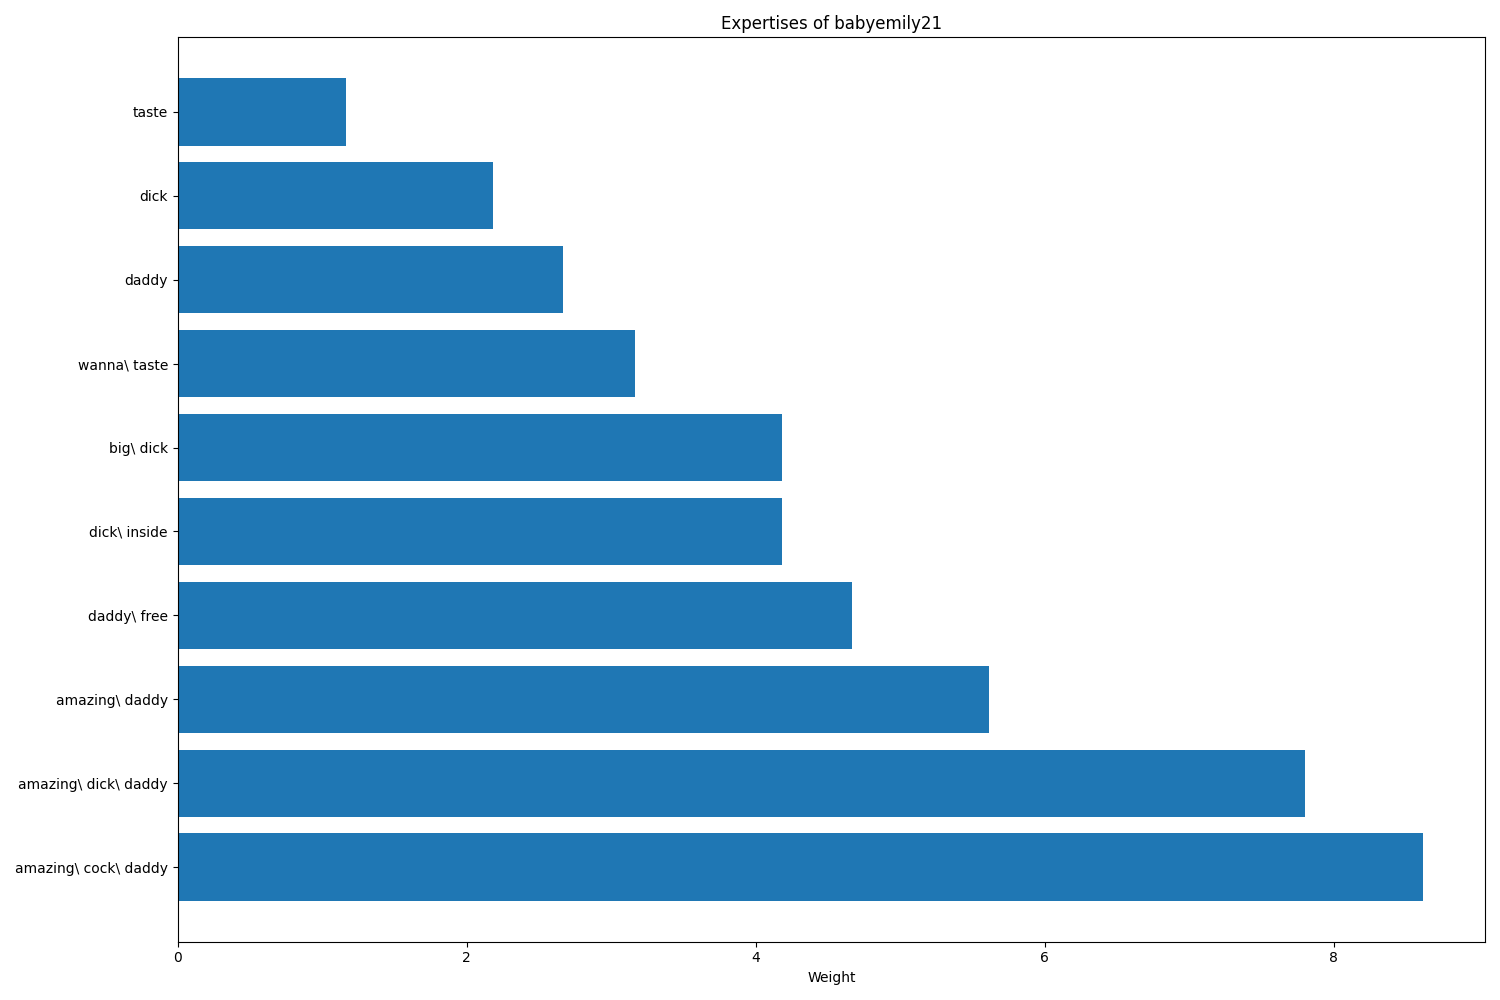 Expertises of babyemily21
taste
dick
daddy
wanna\ taste
big\ dick
dick\ inside
daddy\ free
amazing\ daddy
amazing\ dick\ daddy
amazing\ cock\ daddy
0 2 4 6 8
Weight